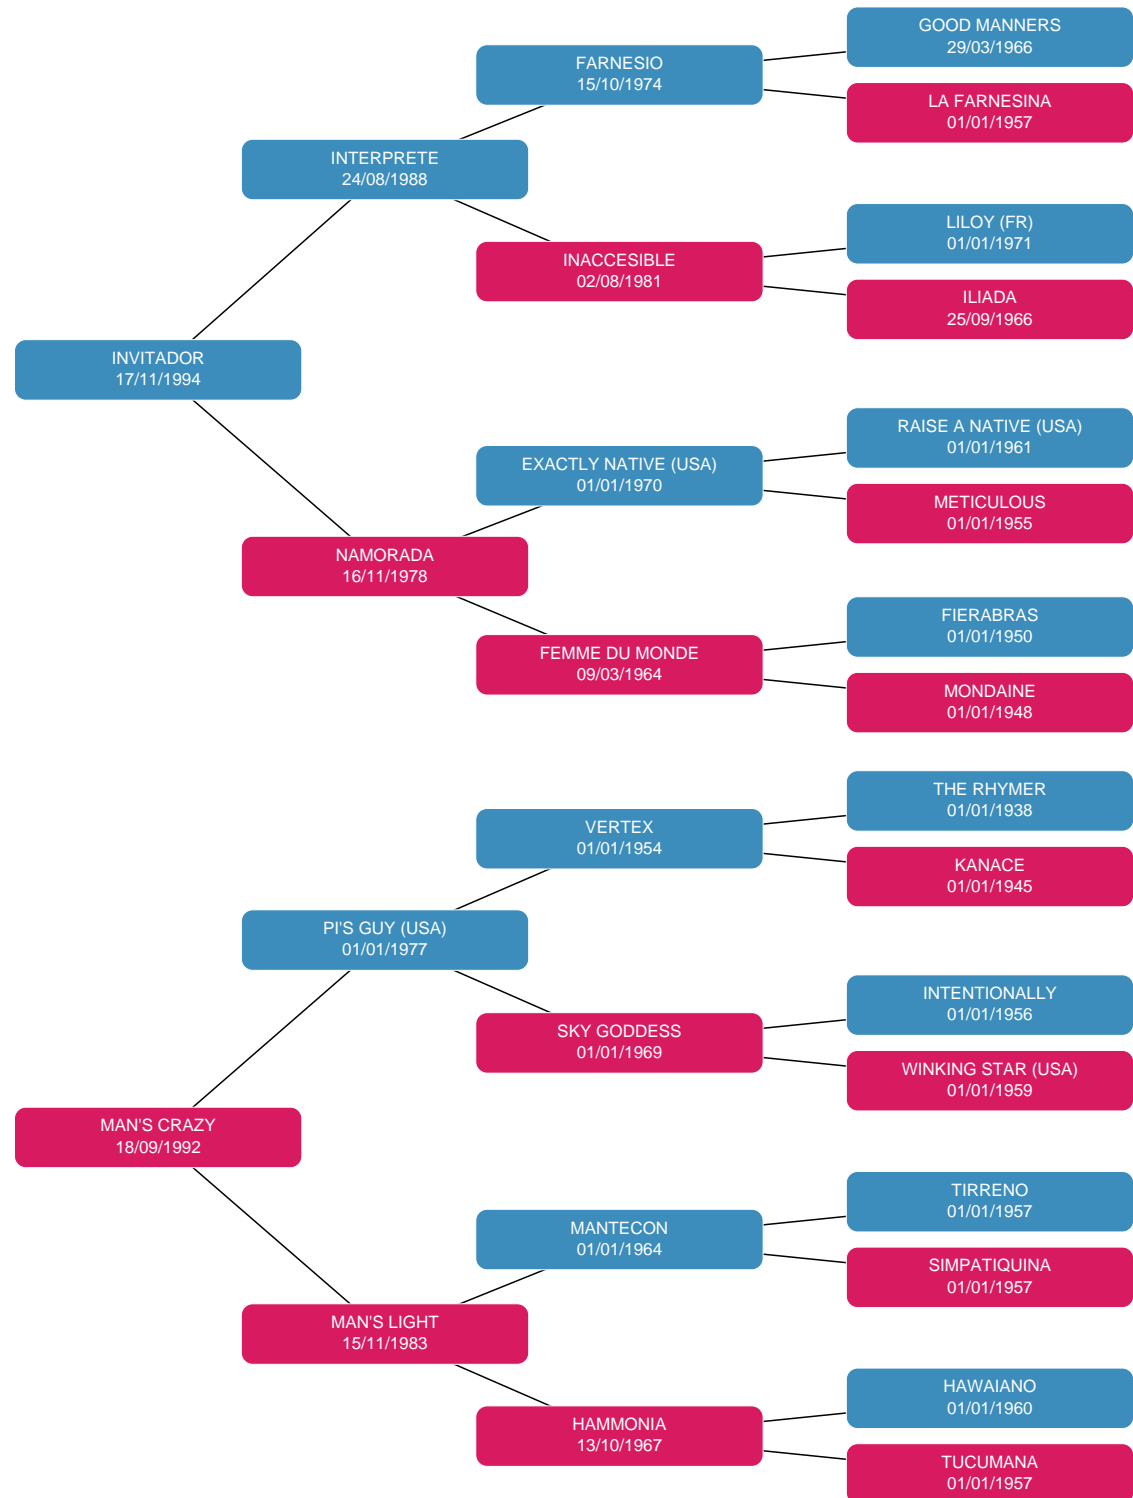 GOOD MANNERS
29/03/1966
FARNESIO
15/10/1974
LA FARNESINA
01/01/1957
INTERPRETE
24/08/1988
LILOY (FR)
01/01/1971
INACCESIBLE
02/08/1981
ILIADA
25/09/1966
INVITADOR
17/11/1994
RAISE A NATIVE (USA)
01/01/1961
EXACTLY NATIVE (USA)
01/01/1970
METICULOUS
01/01/1955
NAMORADA
16/11/1978
FIERABRAS
01/01/1950
FEMME DU MONDE
09/03/1964
MONDAINE
01/01/1948
THE RHYMER
01/01/1938
VERTEX
01/01/1954
KANACE
01/01/1945
PI'S GUY (USA)
01/01/1977
INTENTIONALLY
01/01/1956
SKY GODDESS
01/01/1969
WINKING STAR (USA)
01/01/1959
MAN'S CRAZY
18/09/1992
TIRRENO
01/01/1957
MANTECON
01/01/1964
SIMPATIQUINA
01/01/1957
MAN'S LIGHT
15/11/1983
HAWAIANO
01/01/1960
HAMMONIA
13/10/1967
TUCUMANA
01/01/1957